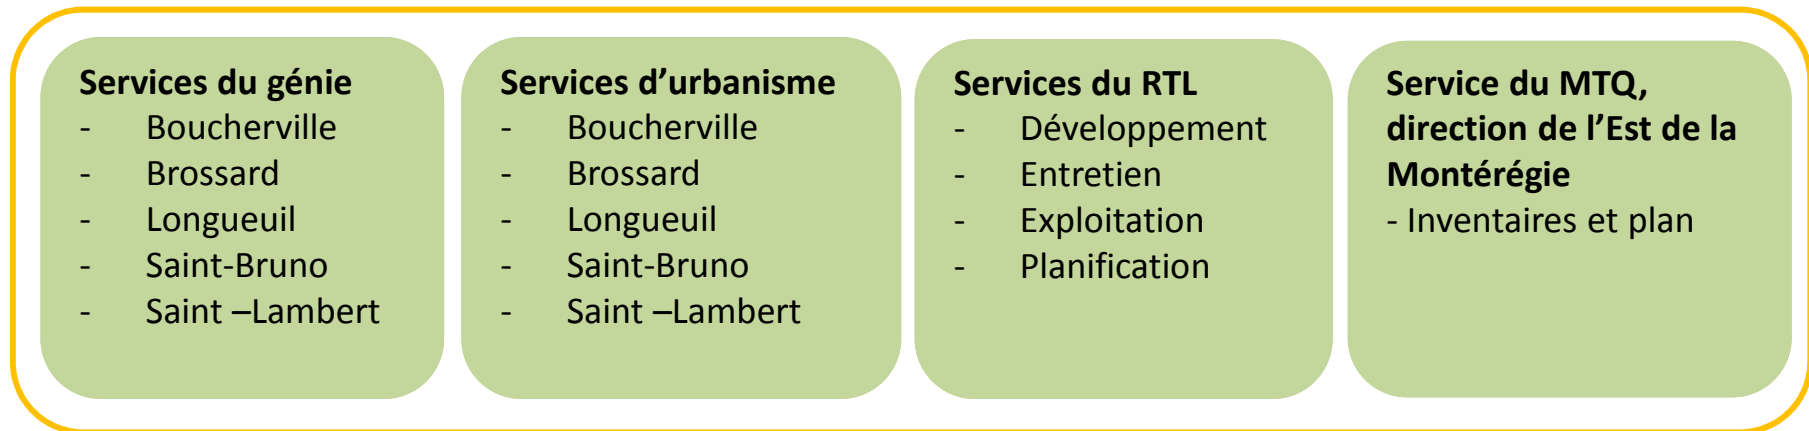 Services du génie
- Boucherville
- Brossard
- Longueuil
- Saint-Bruno
- Saint –Lambert
Services d’urbanisme
- Boucherville
- Brossard
- Longueuil
- Saint-Bruno
- Saint –Lambert
Services du RTL
- Développement
- Entretien
- Exploitation
- Planification
Service du MTQ,
direction de l’Est de la
Montérégie
- Inventaires et plan